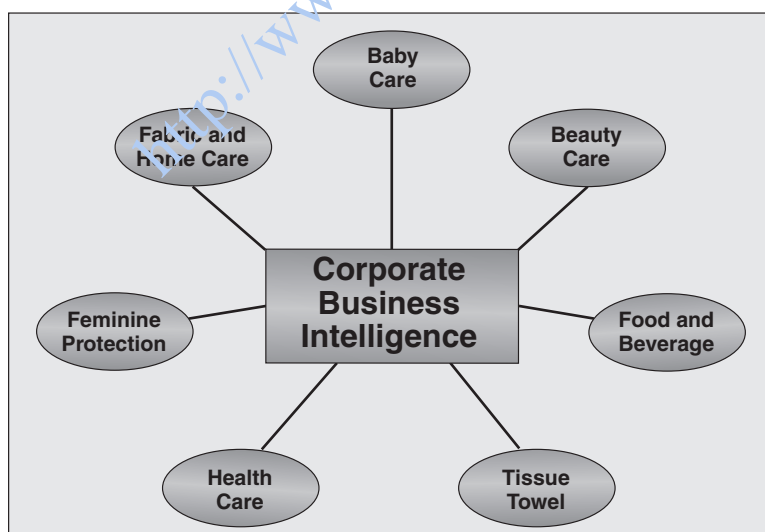 http://w
Baby
Care
Fabric and
Home Care
Beauty
Care
Corporate
Business
Intelligence
Feminine
Protection
Food and
Beverage
Health
Care
Tissue
Towel